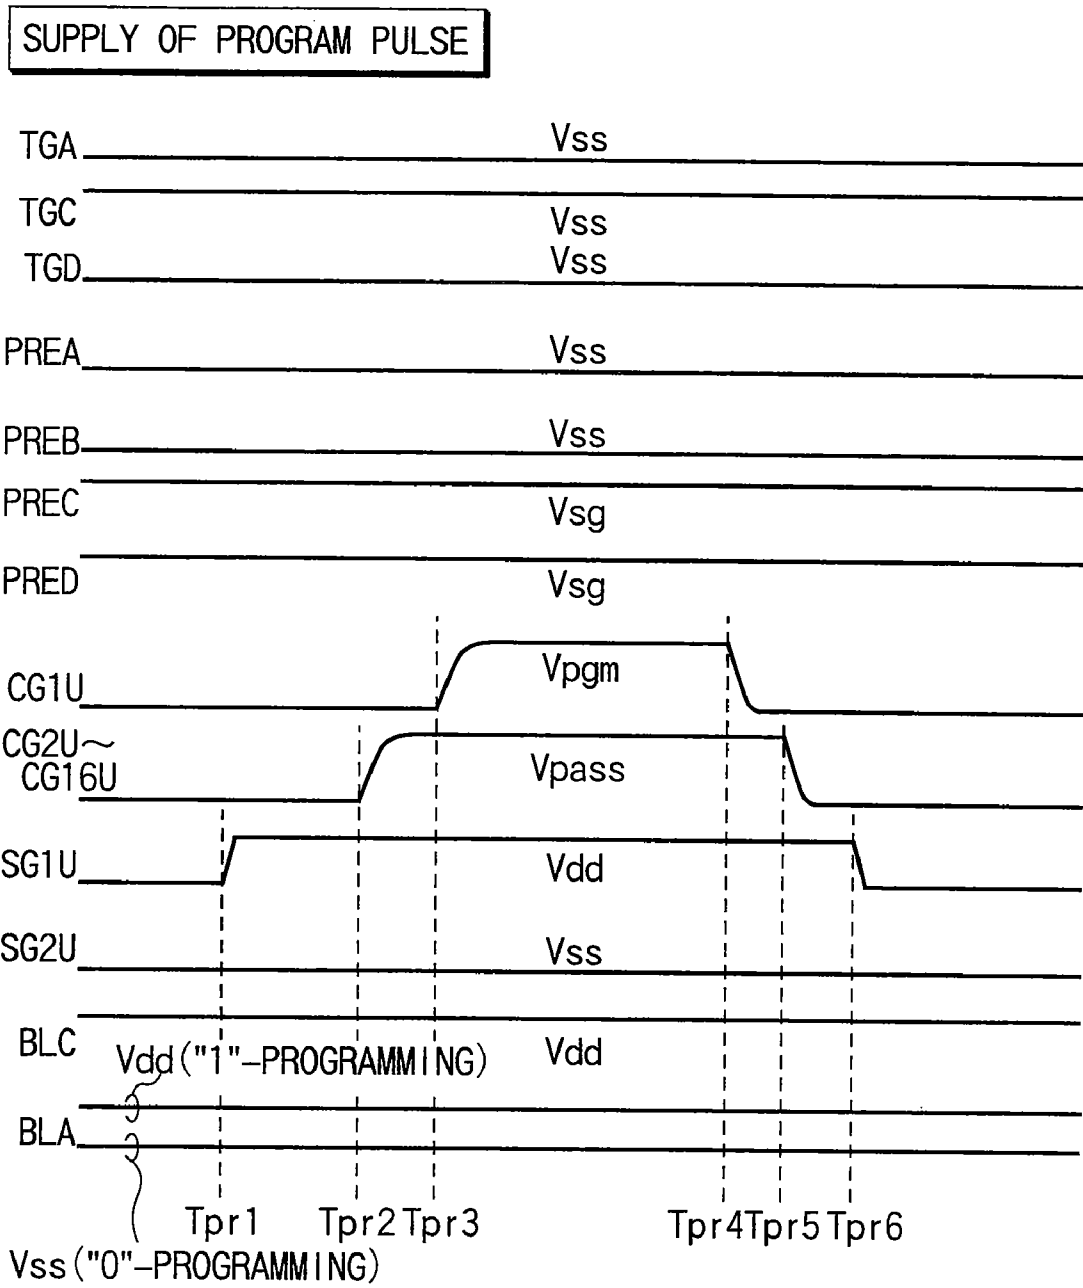 SUPPLY OF PROGRAM PULSE
TGA Vss
TGC Vss
TGD Vss
PREA Vss
PREB Vss
PREC Vsg
PRED Vsg
CG1U Vpgm
CG2U~
CG16U Vpass
SG1U Vdd
SG2U Vss
BLC Vdd
Vdd("1"-PROGRAMMING)
BLA
Tpr1 Tpr2 Tpr3 Tpr4 Tpr5 Tpr6
Vss("0"-PROGRAMMING)